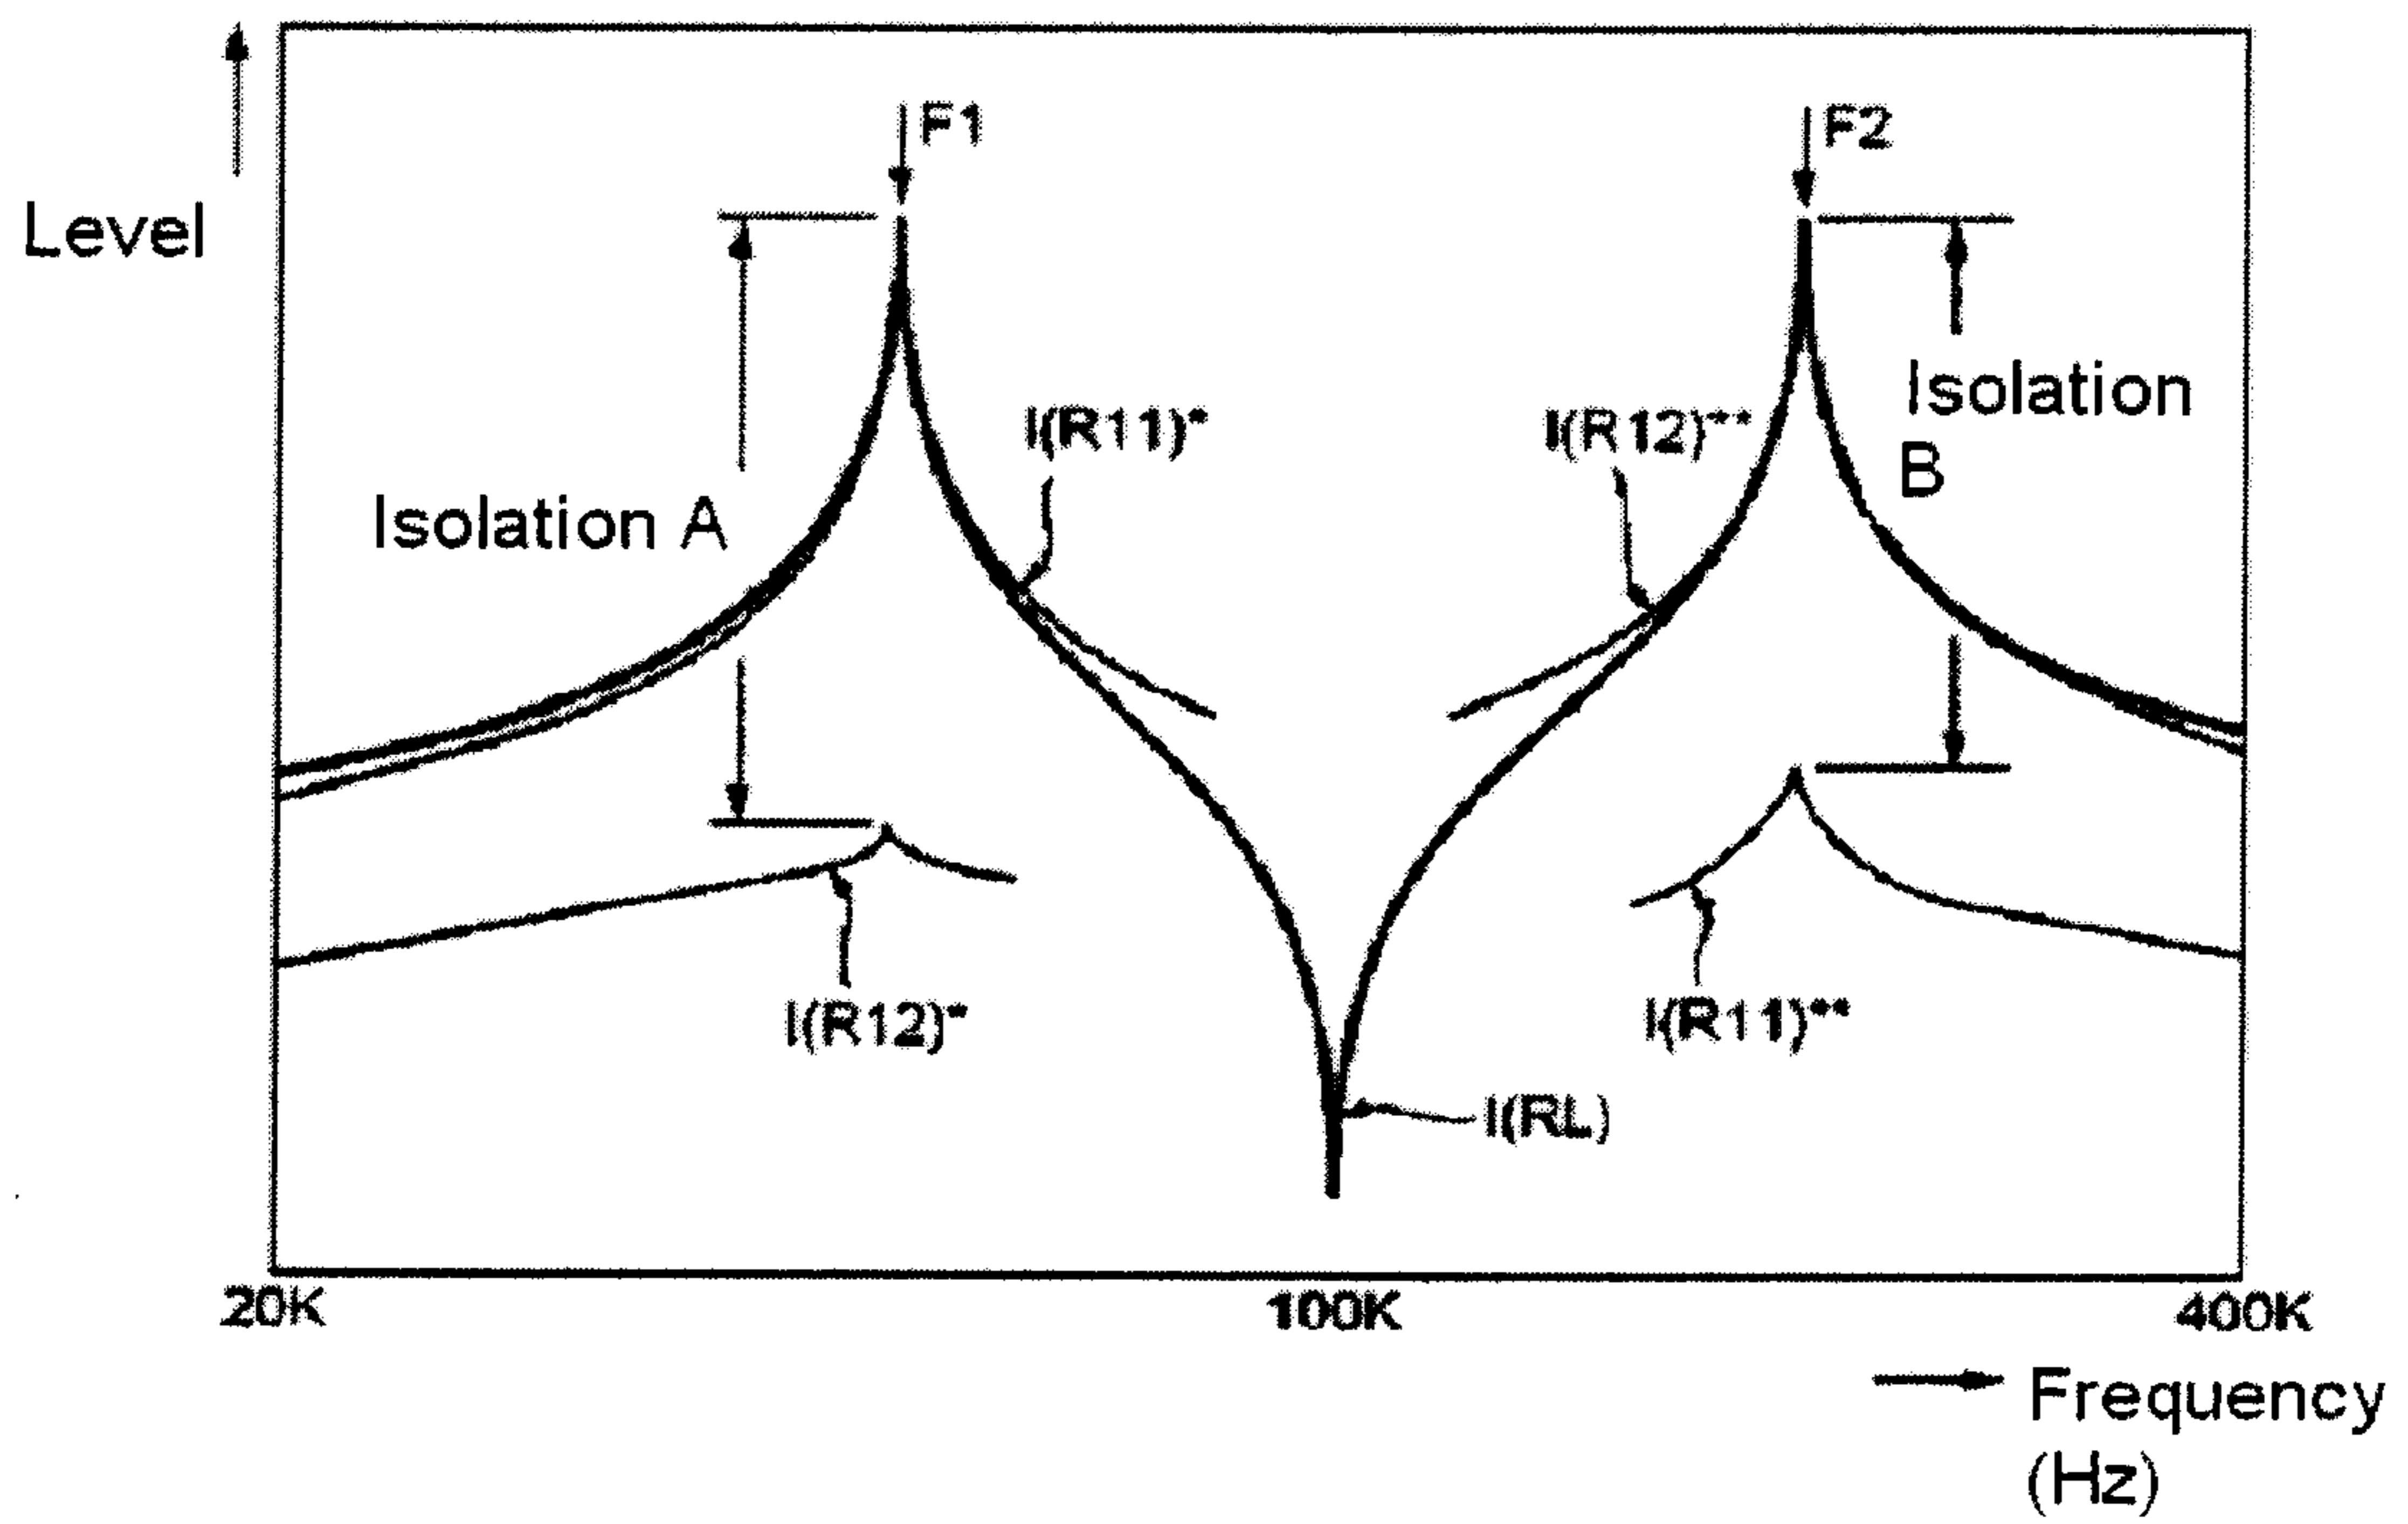 F1
F2
Level
I(R11)*
I(R12)**
Isolation
B
Isolation A
I(R12)*
I(R11)**
I(RL)
20K
100K
400K
Frequency
(Hz)